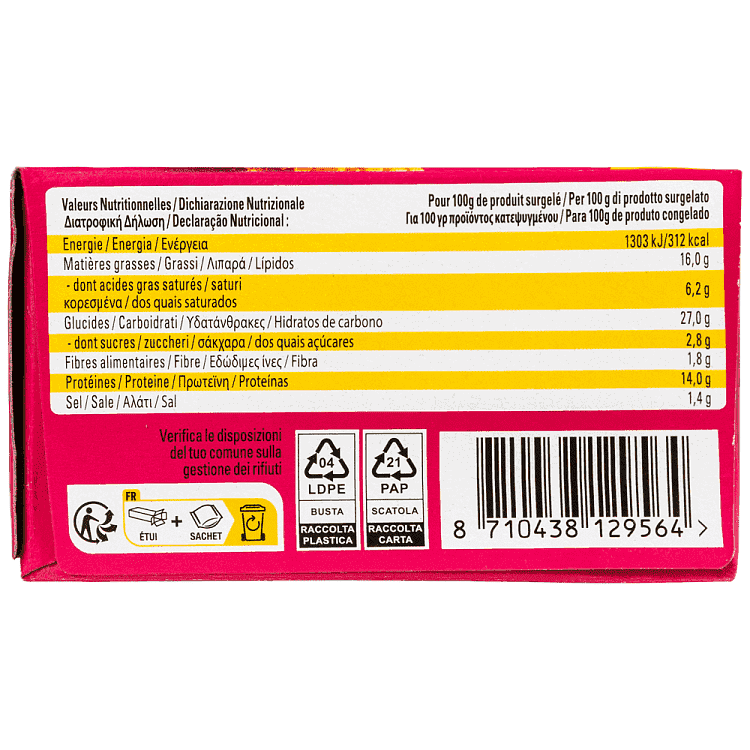 Valeurs Nutritionnelles / Dichiarazione Nutrizionale
Διατροφική Δήλωση / Declaração Nutricional :
Pour 100g de produit surgelé / Per 100 g di prodotto surgelato
Για 100 γρ προϊόντος κατεψυγμένου / Para 100g de produto congelado
Energie / Energia / Ενέργεια 1303 kJ/312 kcal
Matières grasses / Grassi / Λιπαρά / Lípidos 16,0 g
- dont acides gras saturés / saturi
κορεσμένα / dos quais saturados 6,2 g
Glucides / Carboidrati / Υδατάνθρακες / Hidratos de carbono 27,0 g
- dont sucres / zuccheri / σάκχαρα / dos quais açúcares 2,8 g
Fibres alimentaires / Fibre / Εδώδιμες ίνες / Fibra 1,8 g
Protéines / Proteine / Πρωτεϊνη / Proteínas 14,0 g
Sel / Sale / Αλάτι / Sal 1,4 g
Verifica le disposizioni
del tuo comune sulla
gestione dei rifiuti
FR
ÉTUI + SACHET
04
LDPE
BUSTA
RACCOLTA
PLASTICA
21
PAP
SCATOLA
RACCOLTA
CARTA
8 710438 129564 >